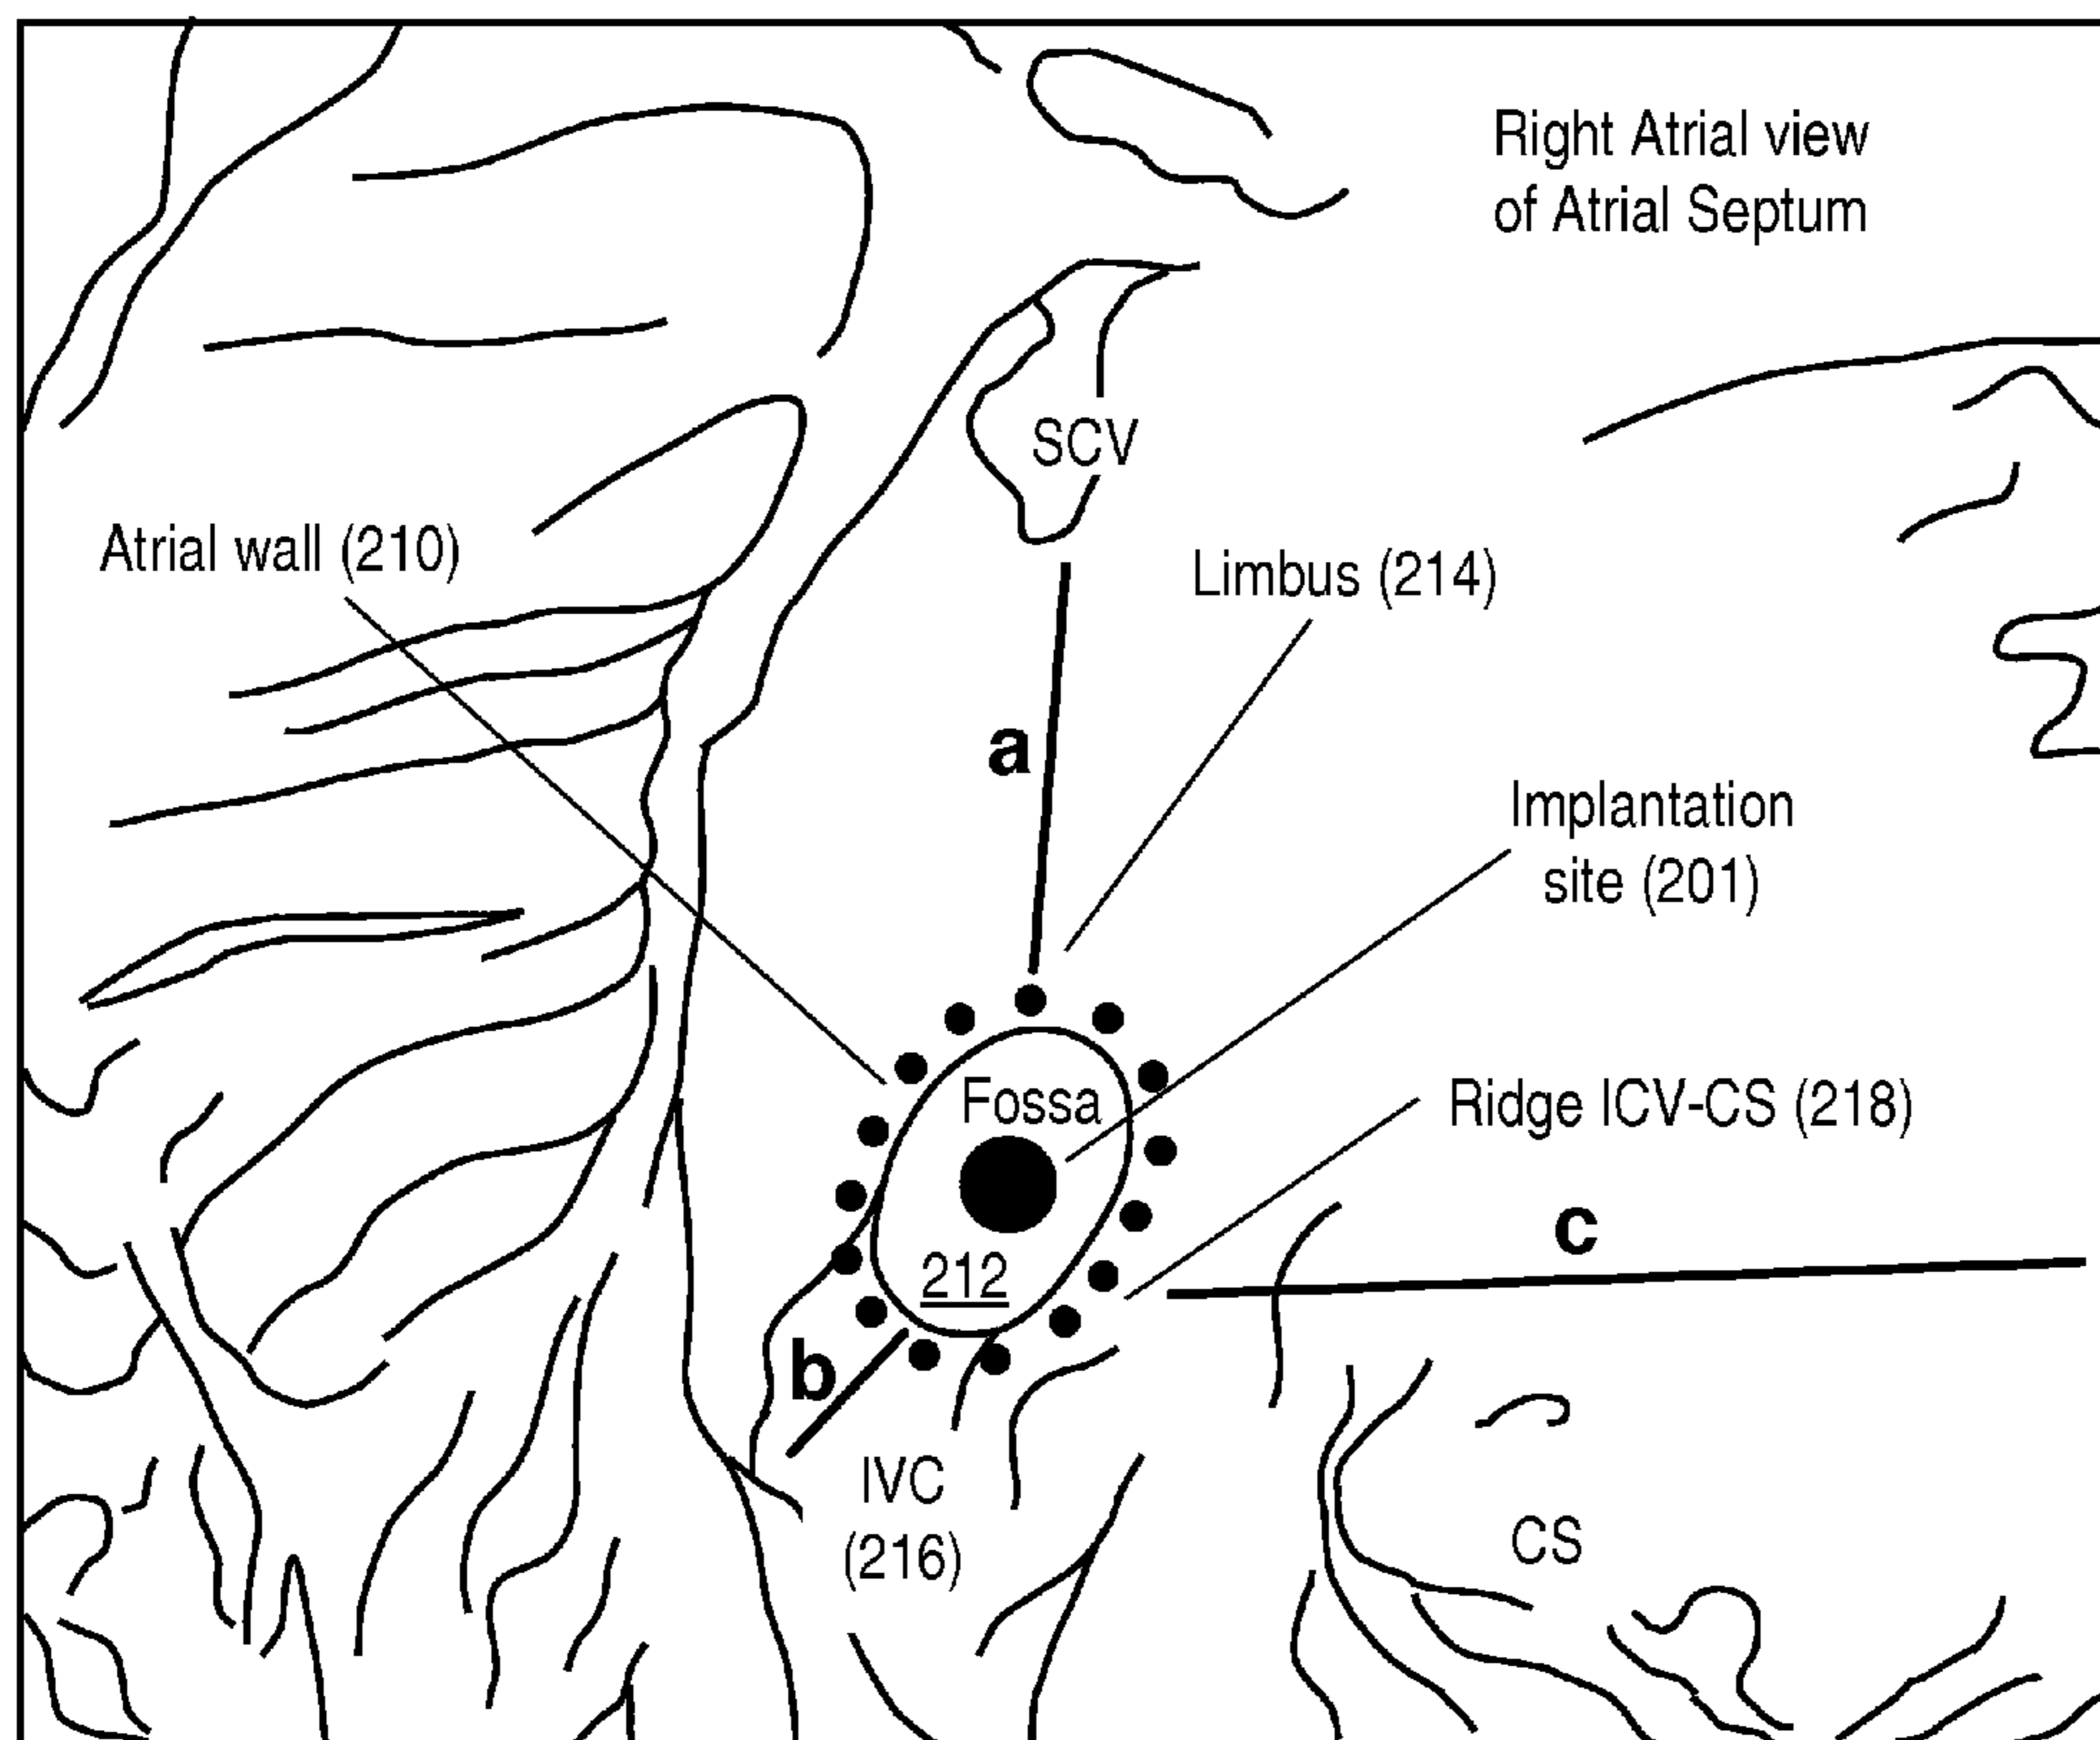 Right Atrial view
of Atrial Septum
SCV
Atrial wall (210)
Limbus (214)
a
Implantation
site (201)
Fossa
Ridge ICV-CS (218)
c
212
b
IVC
(216)
CS